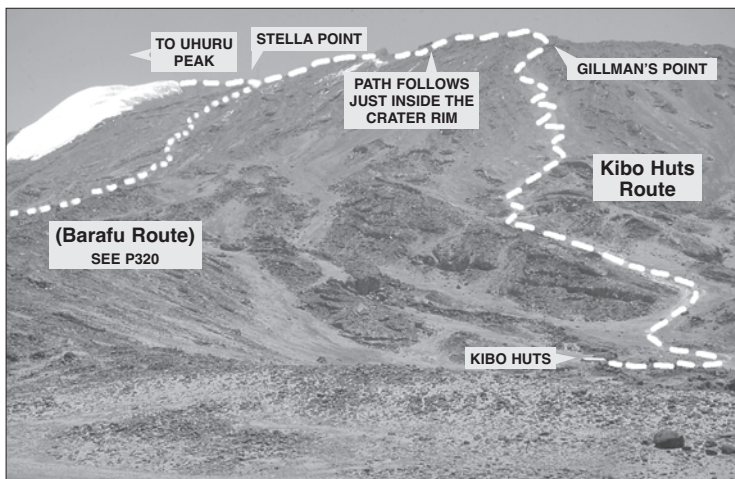 TO UHURU
PEAK
STELLA POINT
PATH FOLLOWS
JUST INSIDE THE
CRATER RIM
GILLMAN'S POINT
Kibo Huts
Route
(Barafu Route)
SEE P320
KIBO HUTS